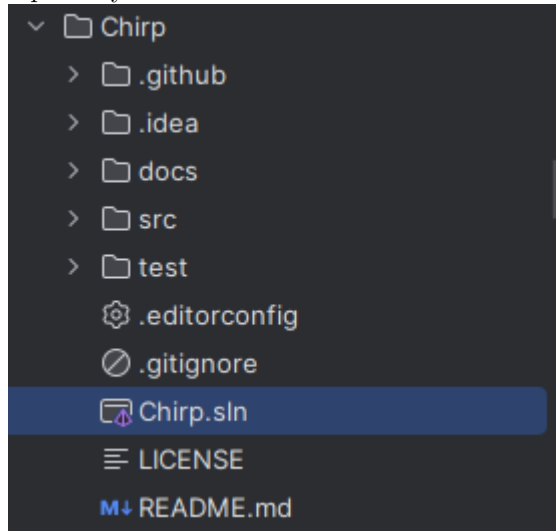 Chirp
.github
.idea
docs
src
test
.editorconfig
.gitignore
Chirp.sln
LICENSE
M↓ README.md